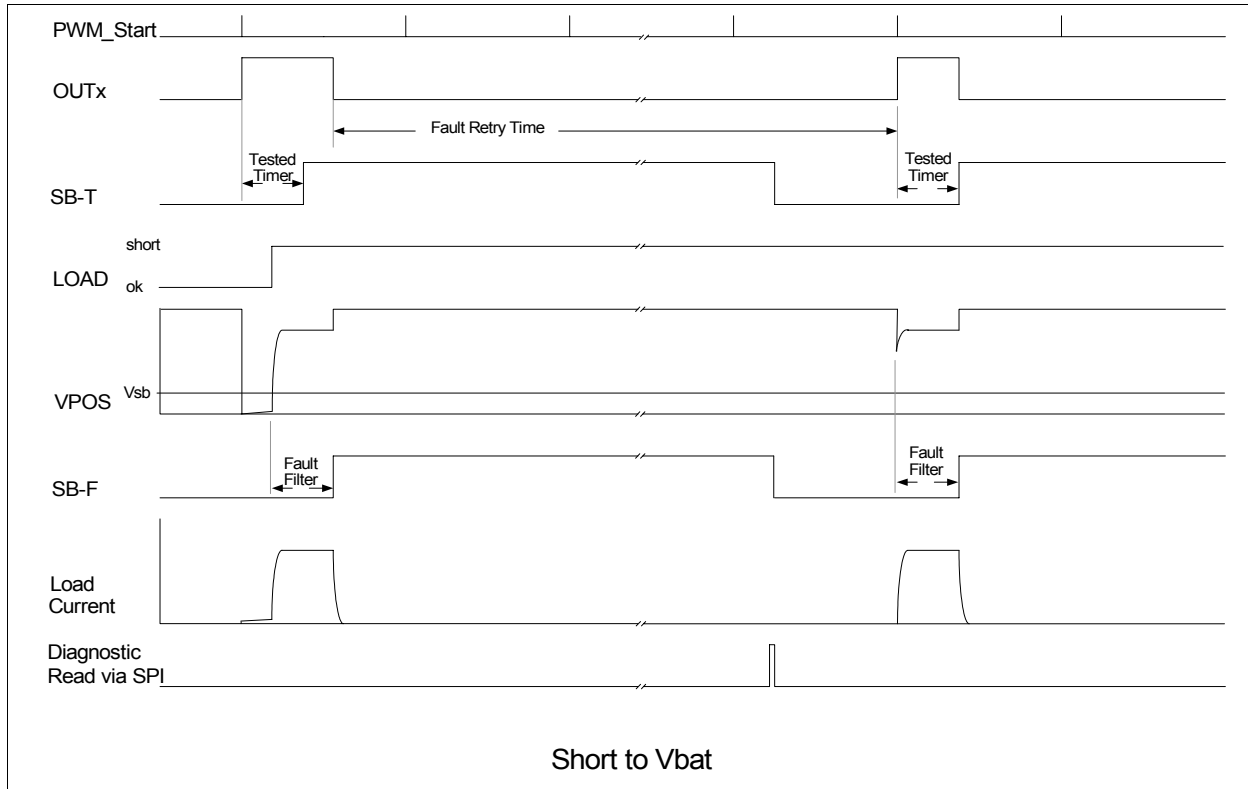 PWM_Start
OUTx
Fault Retry Time
Tested
Timer
Tested
Timer
SB-T
short
LOAD
ok
Vsb
VPOS
Fault
Filter
Fault
Filter
SB-F
Load
Current
Diagnostic
Read via SPI
Short to Vbat